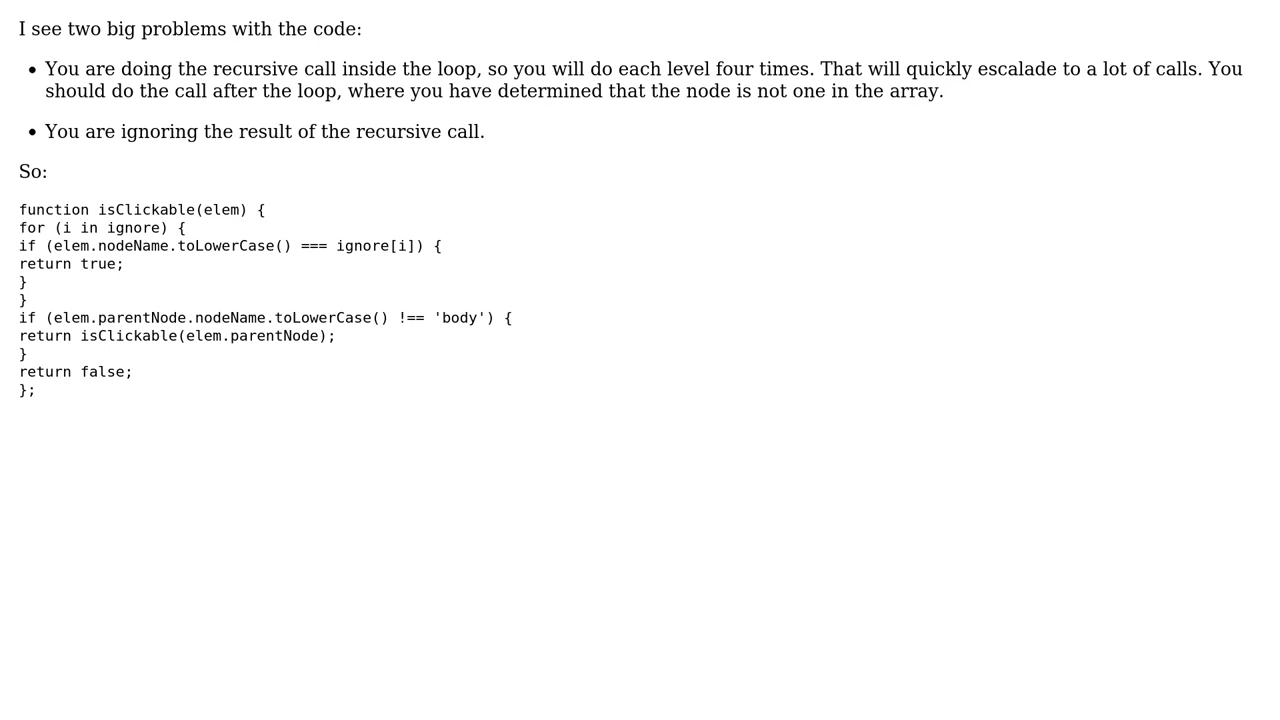 I see two big problems with the code:
• You are doing the recursive call inside the loop, so you will do each level four times. That will quickly escalade to a lot of calls. You
should do the call after the loop, where you have determined that the node is not one in the array.
• You are ignoring the result of the recursive call.
So:
function isClickable(elem) {
for (i in ignore) {
if (elem.nodeName.toLowerCase() === ignore[i]) {
return true;
}
}
if (elem.parentNode.nodeName.toLowerCase() !== 'body') {
return isClickable(elem.parentNode);
}
return false;
};